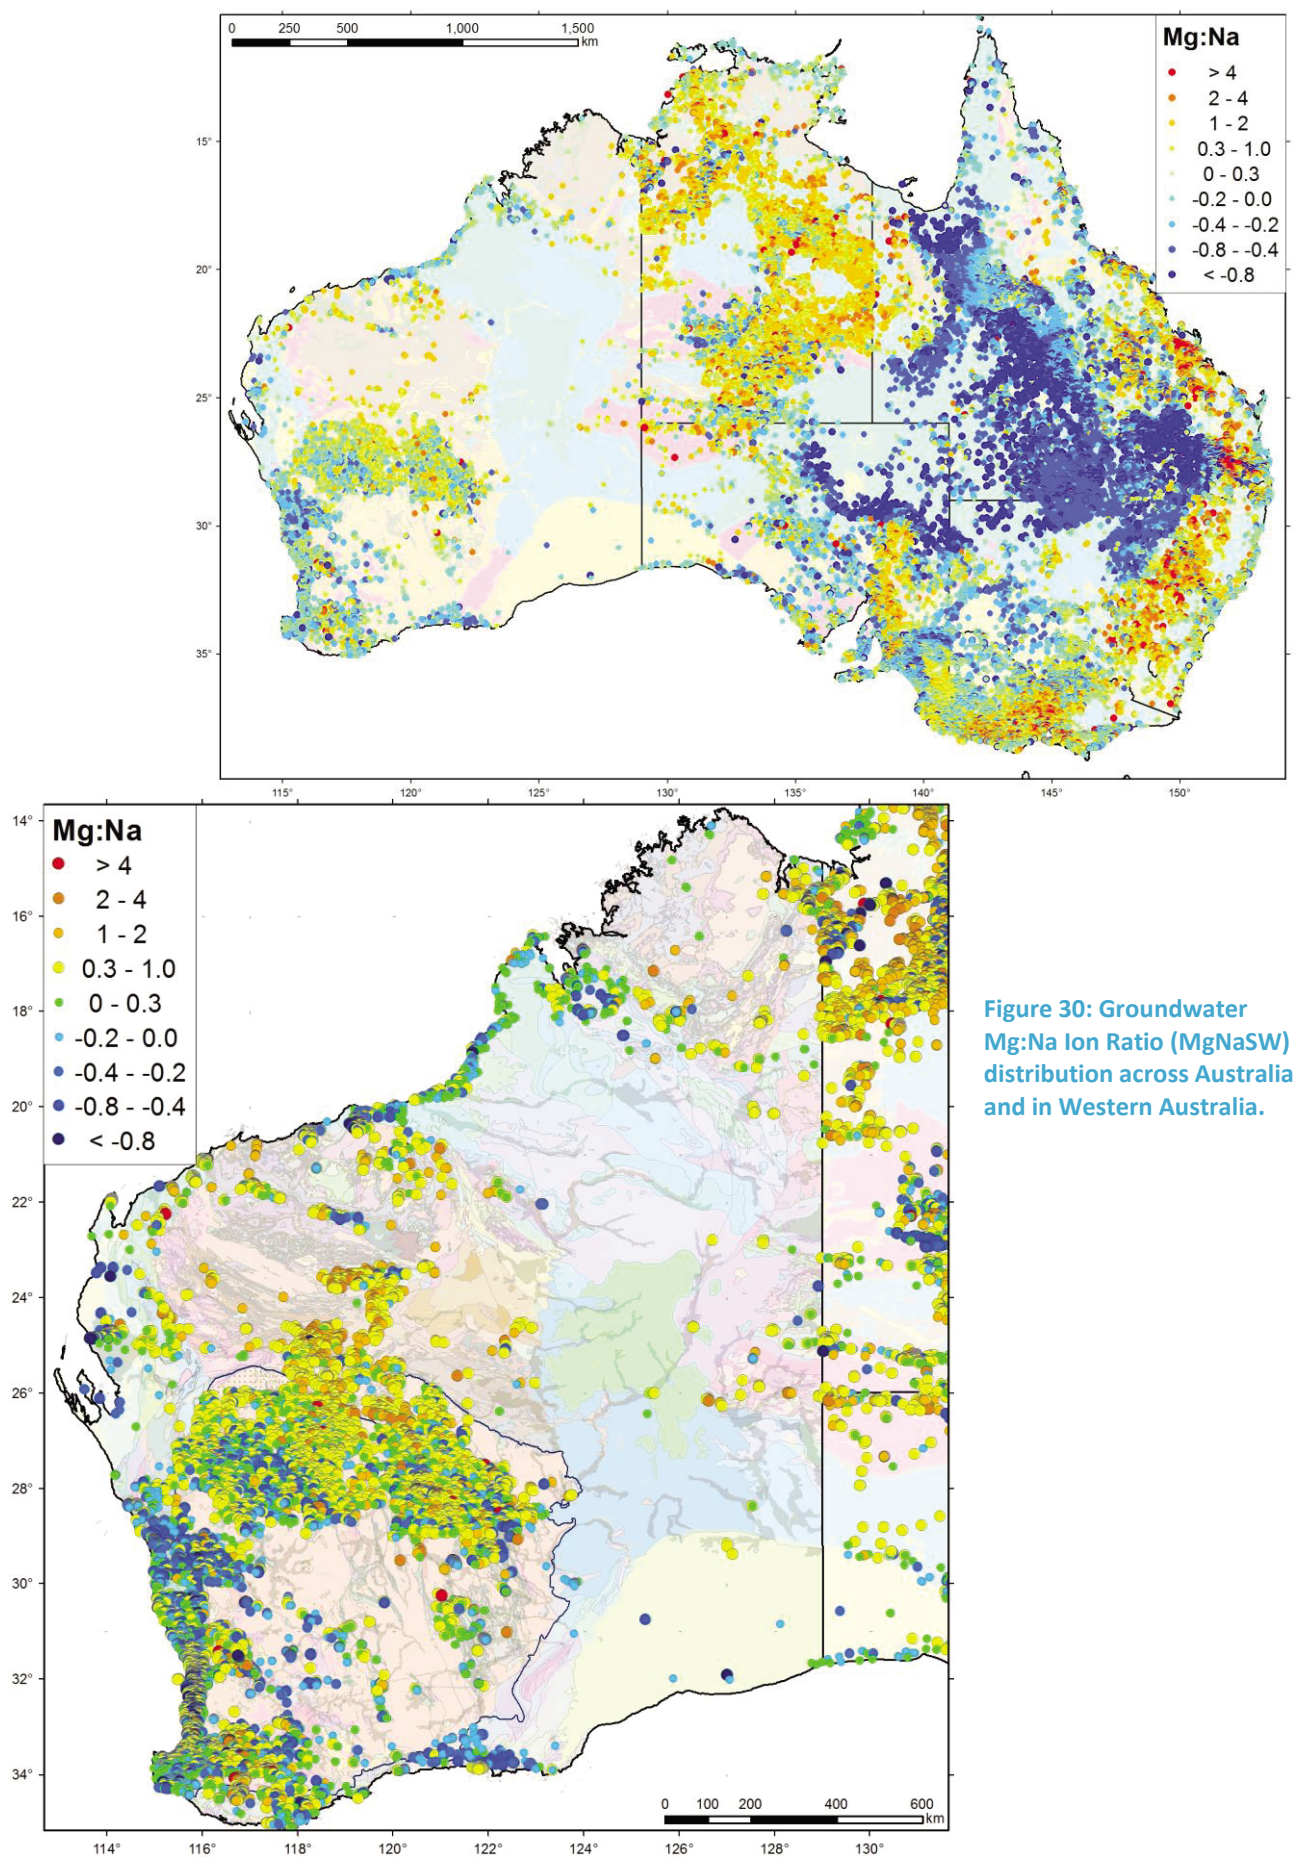 0 250 500 1,000 1,500
km
Mg:Na
> 4
2 - 4
1 - 2
0.3 - 1.0
0 - 0.3
-0.2 - 0.0
-0.4 - -0.2
-0.8 - -0.4
< -0.8
15°
20°
25°
30°
35°
115° 120° 125° 130° 135° 140° 145° 150°
Mg:Na
> 4
2 - 4
1 - 2
0.3 - 1.0
0 - 0.3
-0.2 - 0.0
-0.4 - -0.2
-0.8 - -0.4
< -0.8
14°
16°
18°
20°
22°
24°
26°
28°
30°
32°
34°
0 100 200 400 600
km
114° 116° 118° 120° 122° 124° 126° 128° 130°
Figure 30: Groundwater
Mg:Na Ion Ratio (MgNaSW)
distribution across Australia
and in Western Australia.